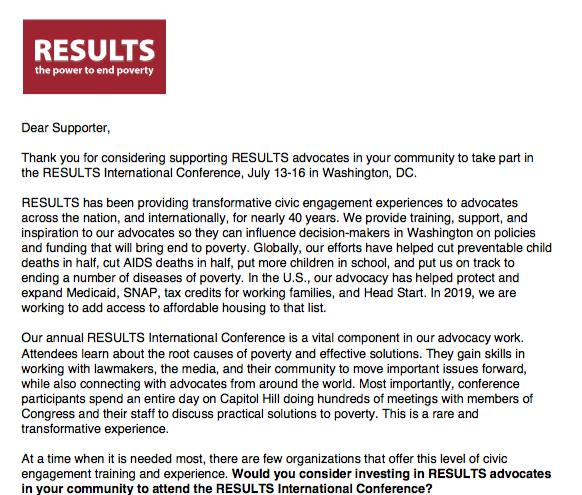 RESULTS
the power to end poverty
Dear Supporter,
Thank you for considering supporting RESULTS advocates in your community to take part in
the RESULTS International Conference, July 13-16 in Washington, DC.
RESULTS has been providing transformative civic engagement experiences to advocates
across the nation, and internationally, for nearly 40 years. We provide training, support, and
inspiration to our advocates so they can influence decision-makers in Washington on policies
and funding that will bring end to poverty. Globally, our efforts have helped cut preventable child
deaths in half, cut AIDS deaths in half, put more children in school, and put us on track to
ending a number of diseases of poverty. In the U.S., our advocacy has helped protect and
expand Medicaid, SNAP, tax credits for working families, and Head Start. In 2019, we are
working to add access to affordable housing to that list.
Our annual RESULTS International Conference is a vital component in our advocacy work.
Attendees learn about the root causes of poverty and effective solutions. They gain skills in
working with lawmakers, the media, and their community to move important issues forward,
while also connecting with advocates from around the world. Most importantly, conference
participants spend an entire day on Capitol Hill doing hundreds of meetings with members of
Congress and their staff to discuss practical solutions to poverty. This is a rare and
transformative experience.
At a time when it is needed most, there are few organizations that offer this level of civic
engagement training and experience. Would you consider investing in RESULTS advocates
in your community to attend the RESULTS International Conference?